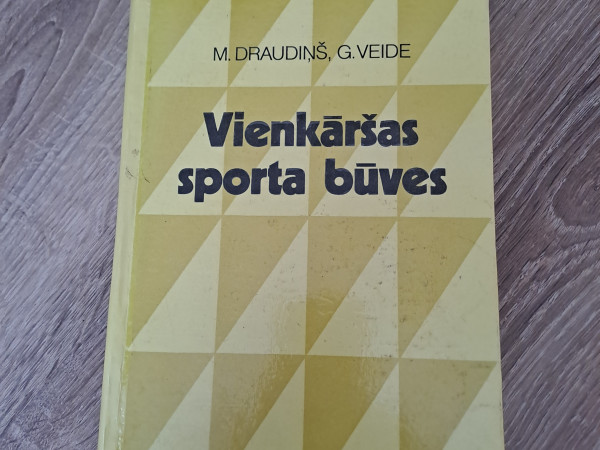 M. DRAUDIŅŠ, G. VEIDE
Vienkāršas
sporta būves